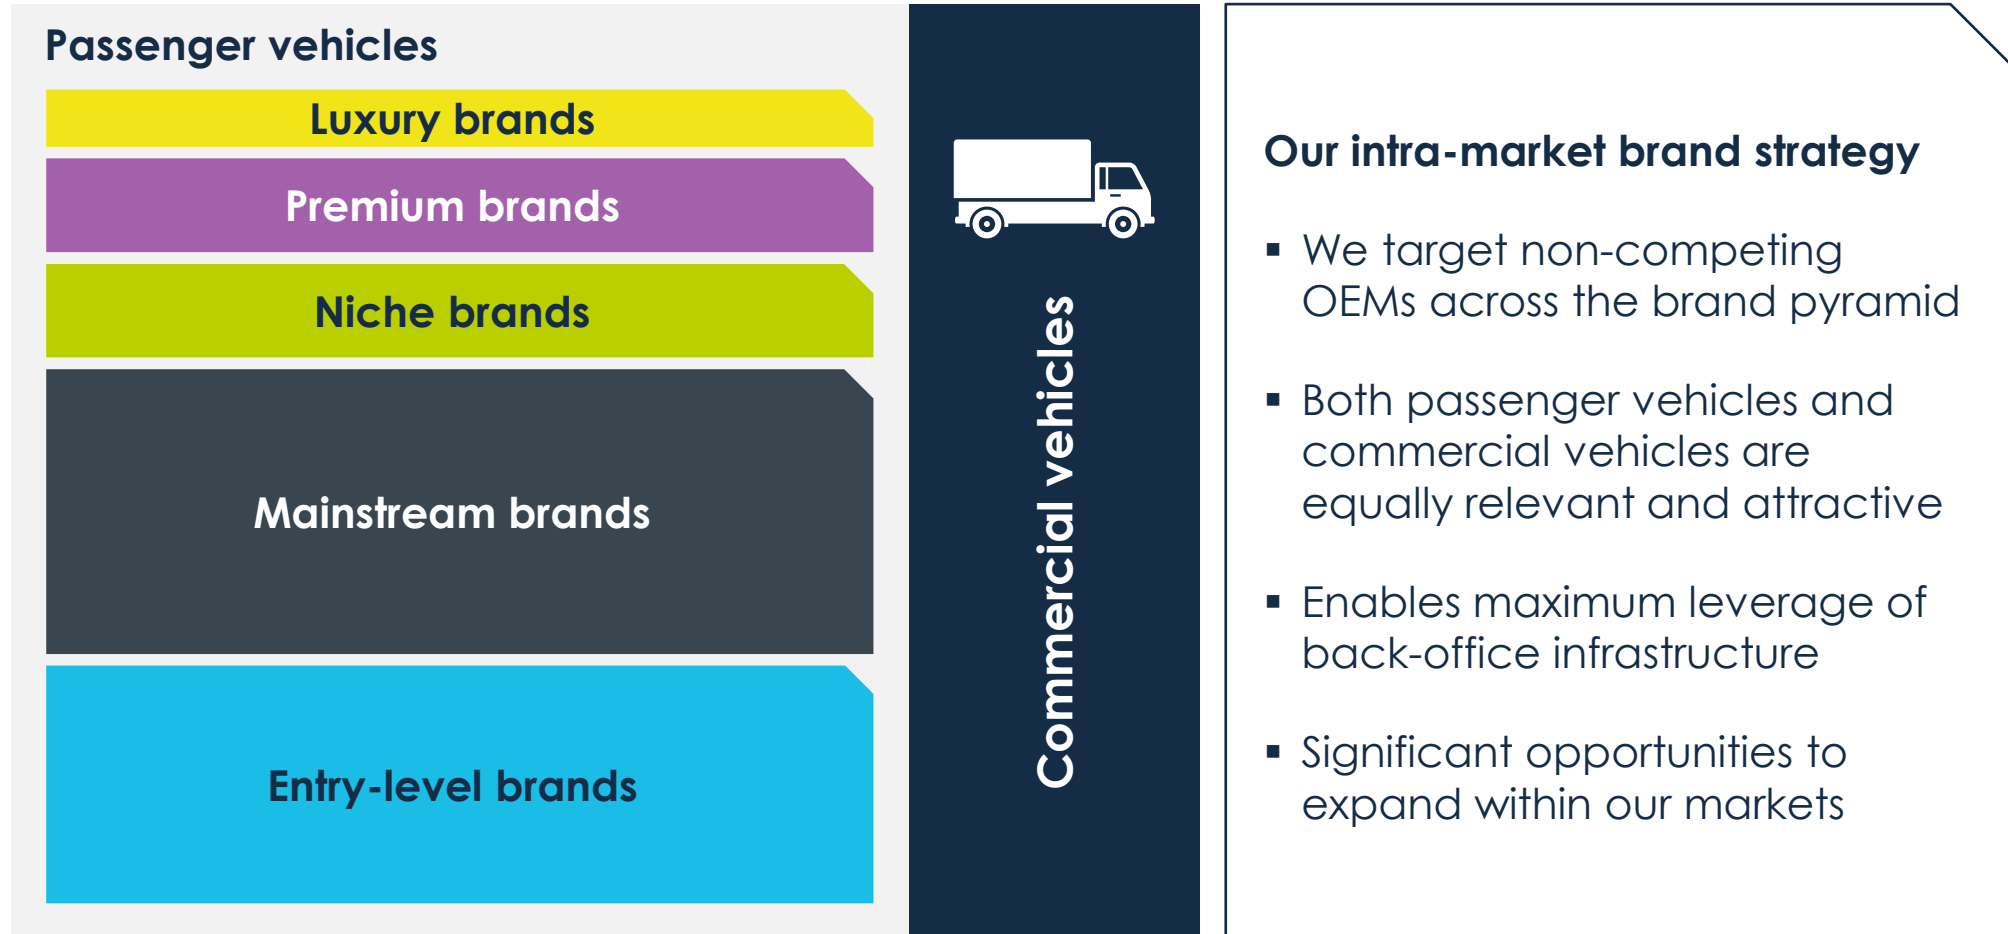 Passenger vehicles
Luxury brands
Premium brands
Niche brands
Mainstream brands
Entry-level brands
Commercial vehicles
Our intra-market brand strategy
▪ We target non-competing
OEMs across the brand pyramid
▪ Both passenger vehicles and
commercial vehicles are
equally relevant and attractive
▪ Enables maximum leverage of
back-office infrastructure
▪ Significant opportunities to
expand within our markets